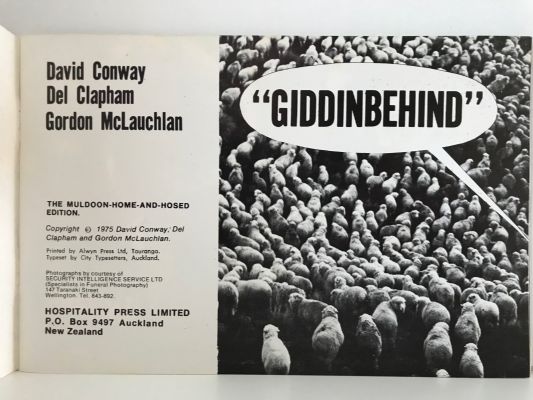 David Conway
Del Clapham
Gordon McLauchlan
"GIDDINBEHIND"
THE MULDOON-HOME-AND-HOSED
EDITION.
Copyright © 1975 David Conway, Del
Clapham and Gordon McLauchlan.
Printed by Alwyn Press Ltd, Tauranga.
Typeset by City Typesetters, Auckland.
Photographs by courtesy of
SECURITY INTELLIGENCE SERVICE LTD
(Specialists in Funeral Photography)
147 Taranaki Street
Wellington. Tel. 843-892.
HOSPITALITY PRESS LIMITED
P.O. Box 9497 Auckland
New Zealand